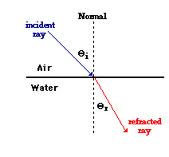 Normal
incident
ray
Θi
Air
Water
Θr
refracted
ray